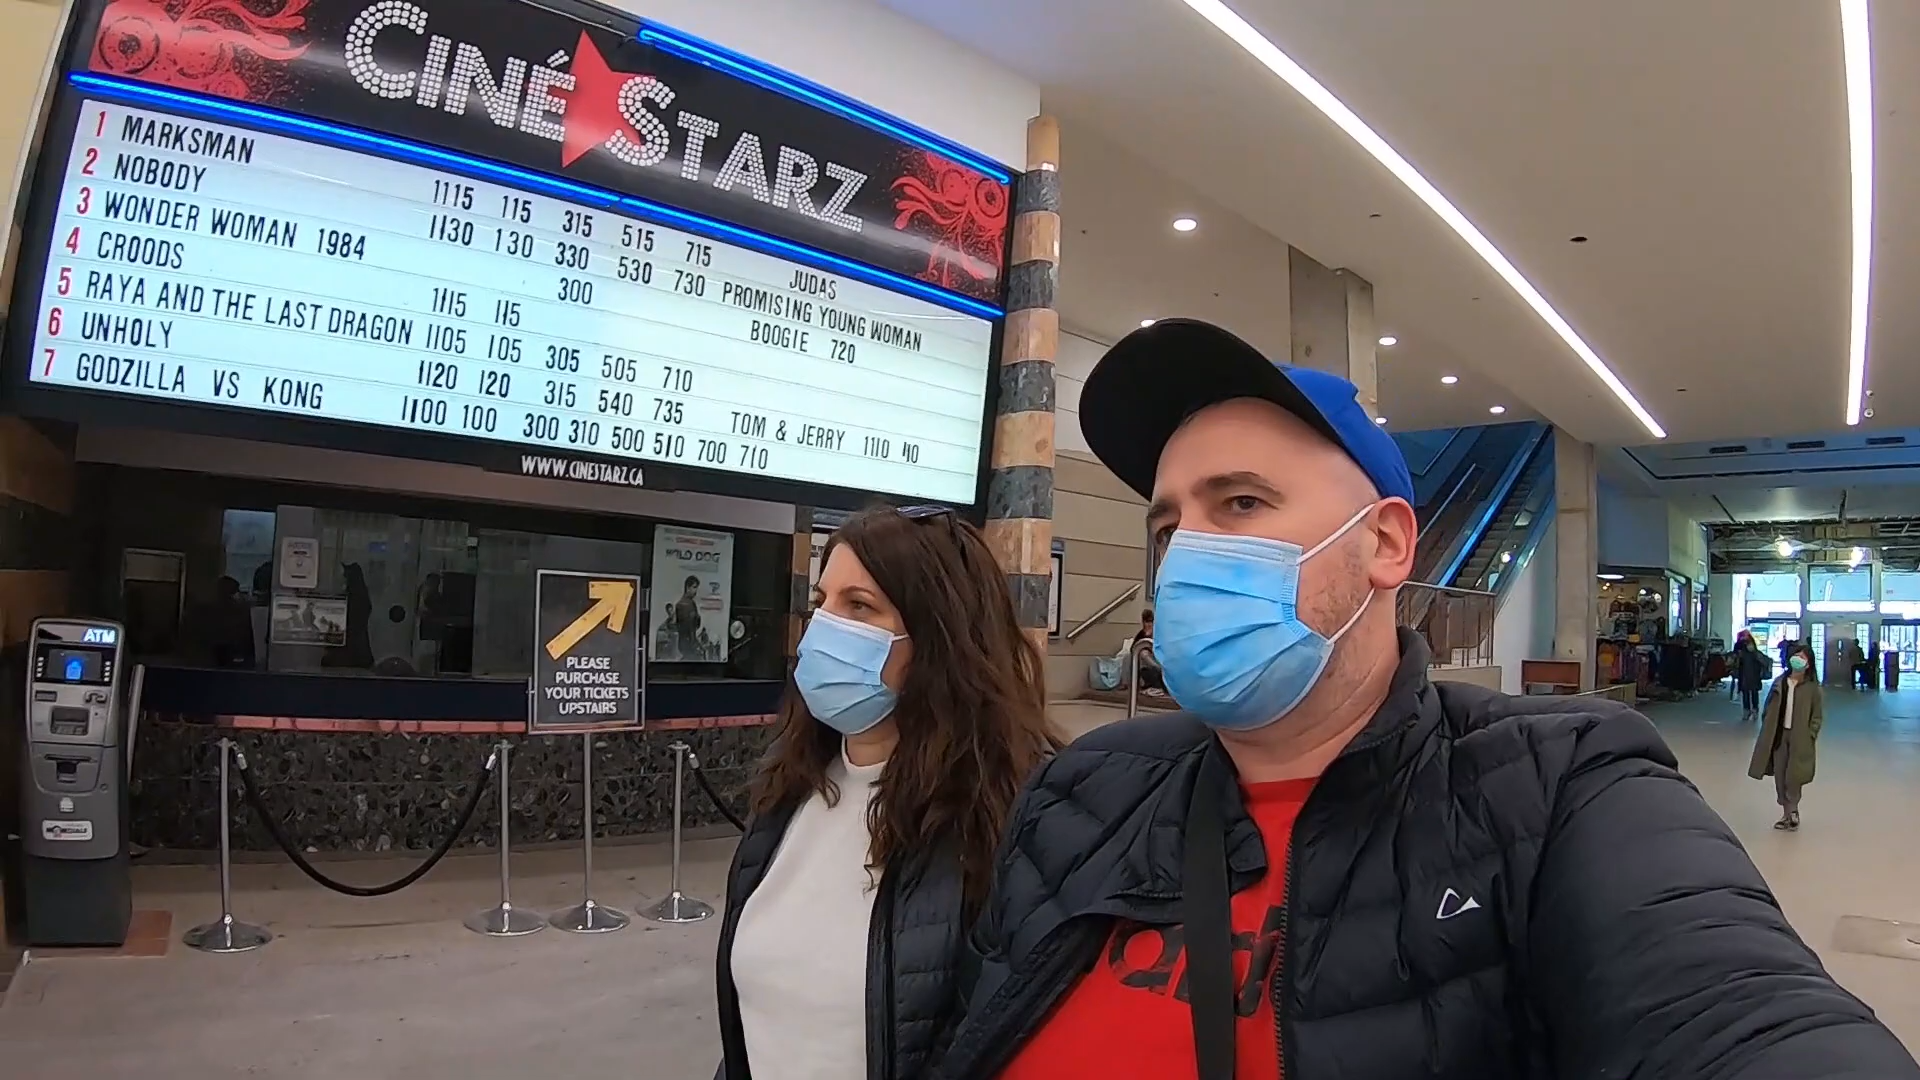 CINÉ STARZ
1 MARKSMAN 1115 115 315 515 715 JUDAS
2 NOBODY 1130 130 330 530 730 PROMISING YOUNG WOMAN
3 WONDER WOMAN 1984 300 BOOGIE 720
4 CROODS 1115 115
5 RAYA AND THE LAST DRAGON 1105 105 305 505 710
6 UNHOLY 1120 120 315 540 735 TOM & JERRY 1110 110
7 GODZILLA VS KONG 1100 100 300 310 500 510 700 710
WWW.CINESTARZ.CA
ATM
PLEASE
PURCHASE
YOUR TICKETS
UPSTAIRS